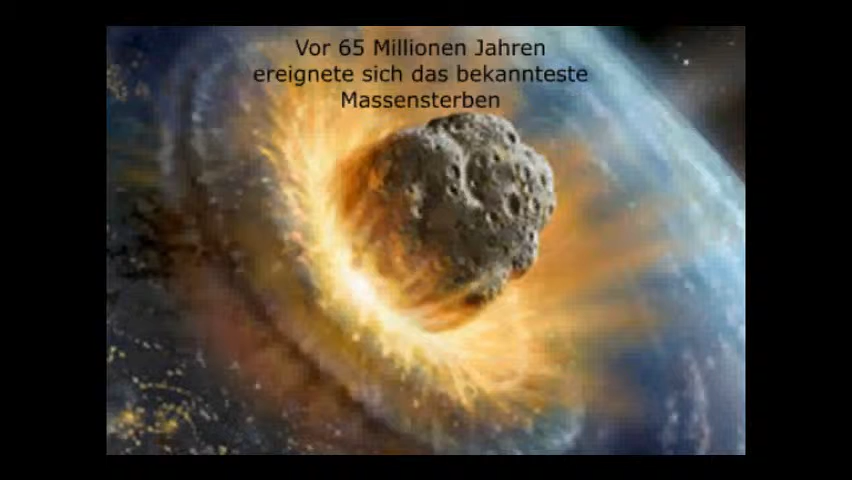 Vor 65 Millionen Jahren
ereignete sich das bekannteste
Massensterben